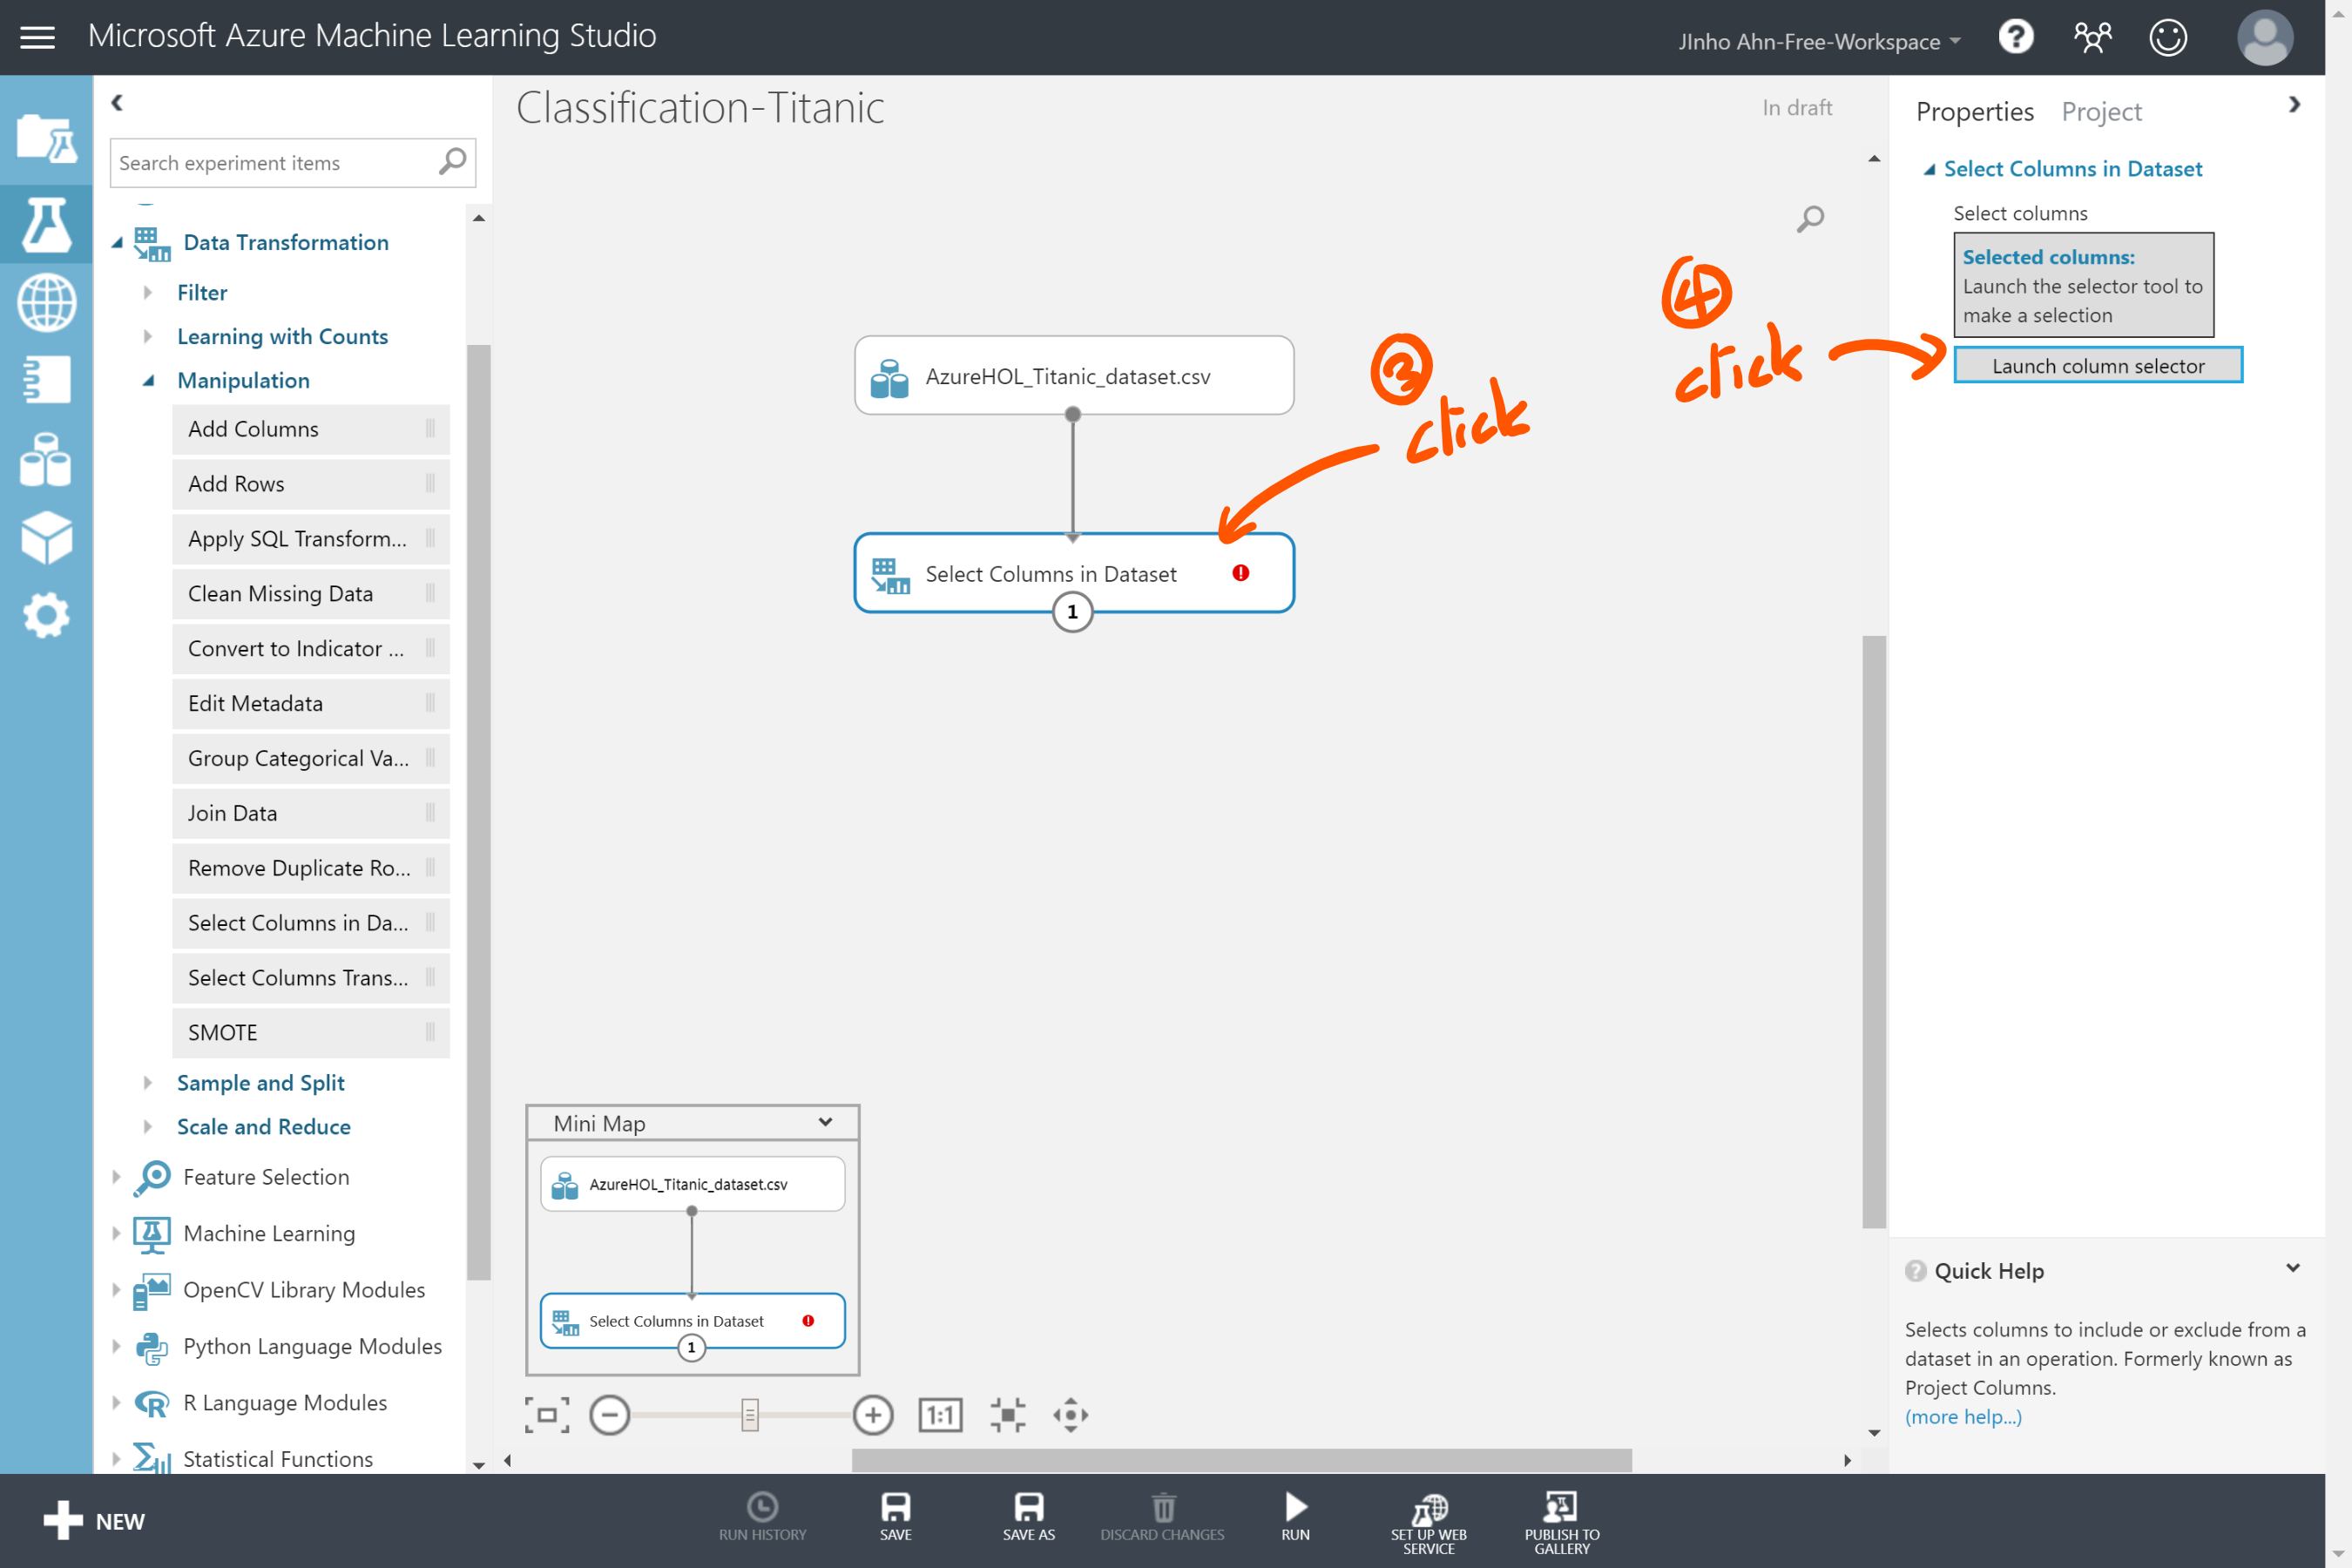 Microsoft Azure Machine Learning Studio
JInho Ahn-Free-Workspace
Search experiment items
Data Transformation
Filter
Learning with Counts
Manipulation
Add Columns
Add Rows
Apply SQL Transform...
Clean Missing Data
Convert to Indicator ...
Edit Metadata
Group Categorical Va...
Join Data
Remove Duplicate Ro...
Select Columns in Da...
Select Columns Trans...
SMOTE
Sample and Split
Scale and Reduce
Feature Selection
Machine Learning
OpenCV Library Modules
Python Language Modules
R Language Modules
Statistical Functions
Classification-Titanic
In draft
AzureHOL_Titanic_dataset.csv
③
click
④
click
Select Columns in Dataset
1
Mini Map
AzureHOL_Titanic_dataset.csv
Select Columns in Dataset
1
1:1
Properties Project
Select Columns in Dataset
Select columns
Selected columns:
Launch the selector tool to
make a selection
Launch column selector
Quick Help
Selects columns to include or exclude from a
dataset in an operation. Formerly known as
Project Columns.
(more help...)
NEW
RUN HISTORY
SAVE
SAVE AS
DISCARD CHANGES
RUN
SET UP WEB
SERVICE
PUBLISH TO
GALLERY